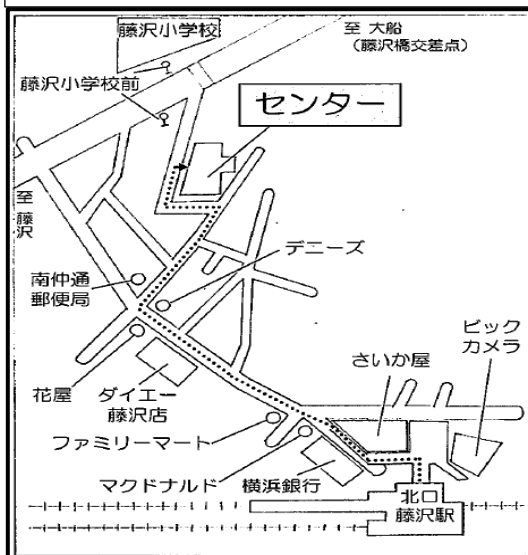 藤沢小学校
至 大船
（藤沢橋交差点）
藤沢小学校前
センター
至
藤沢
デニーズ
南仲通
郵便局
ビック
カメラ
さいか屋
花屋
ダイエー
藤沢店
ファミリーマート
マクドナルド
横浜銀行
北口
藤沢駅